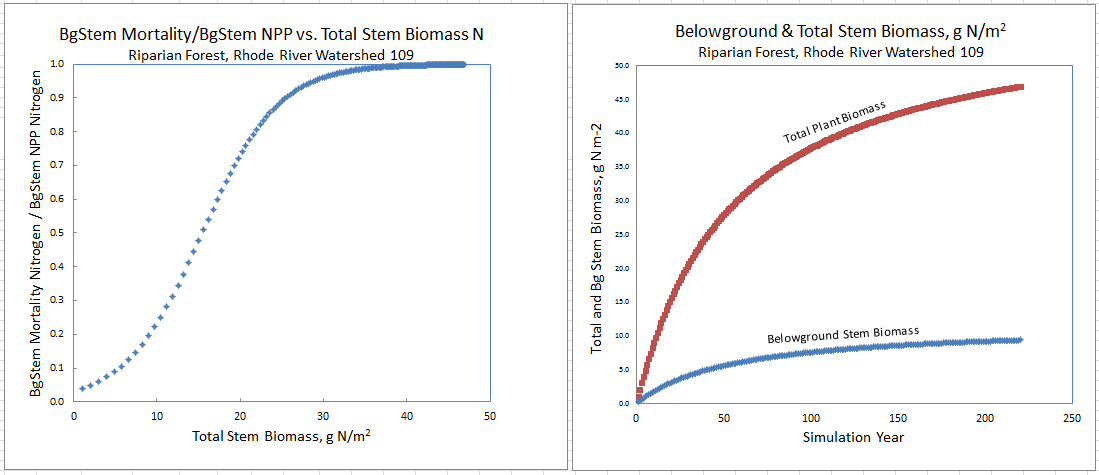 BgStem Mortality/BgStem NPP vs. Total Stem Biomass N
Riparian Forest, Rhode River Watershed 109
BgStem Mortality Nitrogen / BgStem NPP Nitrogen
1.0
0.9
0.8
0.7
0.6
0.5
0.4
0.3
0.2
0.1
0.0
0 10 20 30 40 50
Total Stem Biomass, g N/m²
Belowground & Total Stem Biomass, g N/m²
Riparian Forest, Rhode River Watershed 109
Total and Bg Stem Biomass, g N m-2
50.0
45.0
40.0
35.0
30.0
25.0
20.0
15.0
10.0
5.0
0.0
Total Plant Biomass
Belowground Stem Biomass
0 50 100 150 200 250
Simulation Year